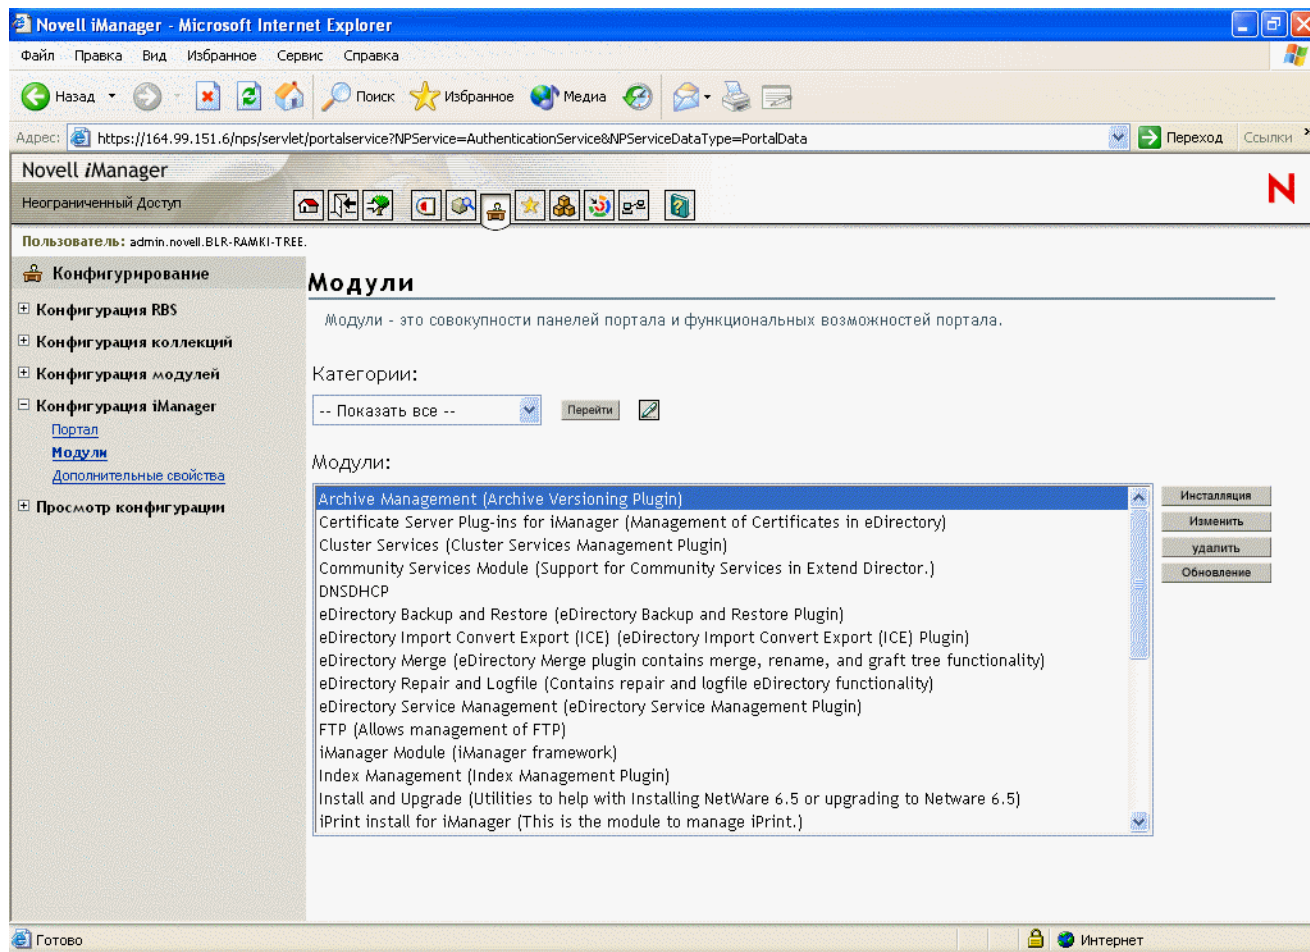 Novell iManager - Microsoft Internet Explorer
Файл Правка Вид Избранное Сервис Справка
Назад Поиск Избранное Медиа
Адрес: https://164.99.151.6/nps/servlet/portalservice?NPService=AuthenticationService&NPServiceDataType=PortalData Переход Ссылки »
Novell iManager
Неограниченный Доступ
N
Пользователь: admin.novell.BLR-RAMKI-TREE.
Конфигурирование
Конфигурация RBS
Конфигурация коллекций
Конфигурация модулей
Конфигурация iManager
Портал
Модули
Дополнительные свойства
Просмотр конфигурации
Модули
Модули - это совокупности панелей портала и функциональных возможностей портала.
Категории:
-- Показать все -- Перейти
Модули:
Archive Management (Archive Versioning Plugin)
Certificate Server Plug-ins for iManager (Management of Certificates in eDirectory)
Cluster Services (Cluster Services Management Plugin)
Community Services Module (Support for Community Services in Extend Director.)
DNSDHCP
eDirectory Backup and Restore (eDirectory Backup and Restore Plugin)
eDirectory Import Convert Export (ICE) (eDirectory Import Convert Export (ICE) Plugin)
eDirectory Merge (eDirectory Merge plugin contains merge, rename, and graft tree functionality)
eDirectory Repair and Logfile (Contains repair and logfile eDirectory functionality)
eDirectory Service Management (eDirectory Service Management Plugin)
FTP (Allows management of FTP)
iManager Module (iManager framework)
Index Management (Index Management Plugin)
Install and Upgrade (Utilities to help with Installing NetWare 6.5 or upgrading to Netware 6.5)
iPrint install for iManager (This is the module to manage iPrint.)
Инсталляция
Изменить
удалить
Обновление
Готово Интернет